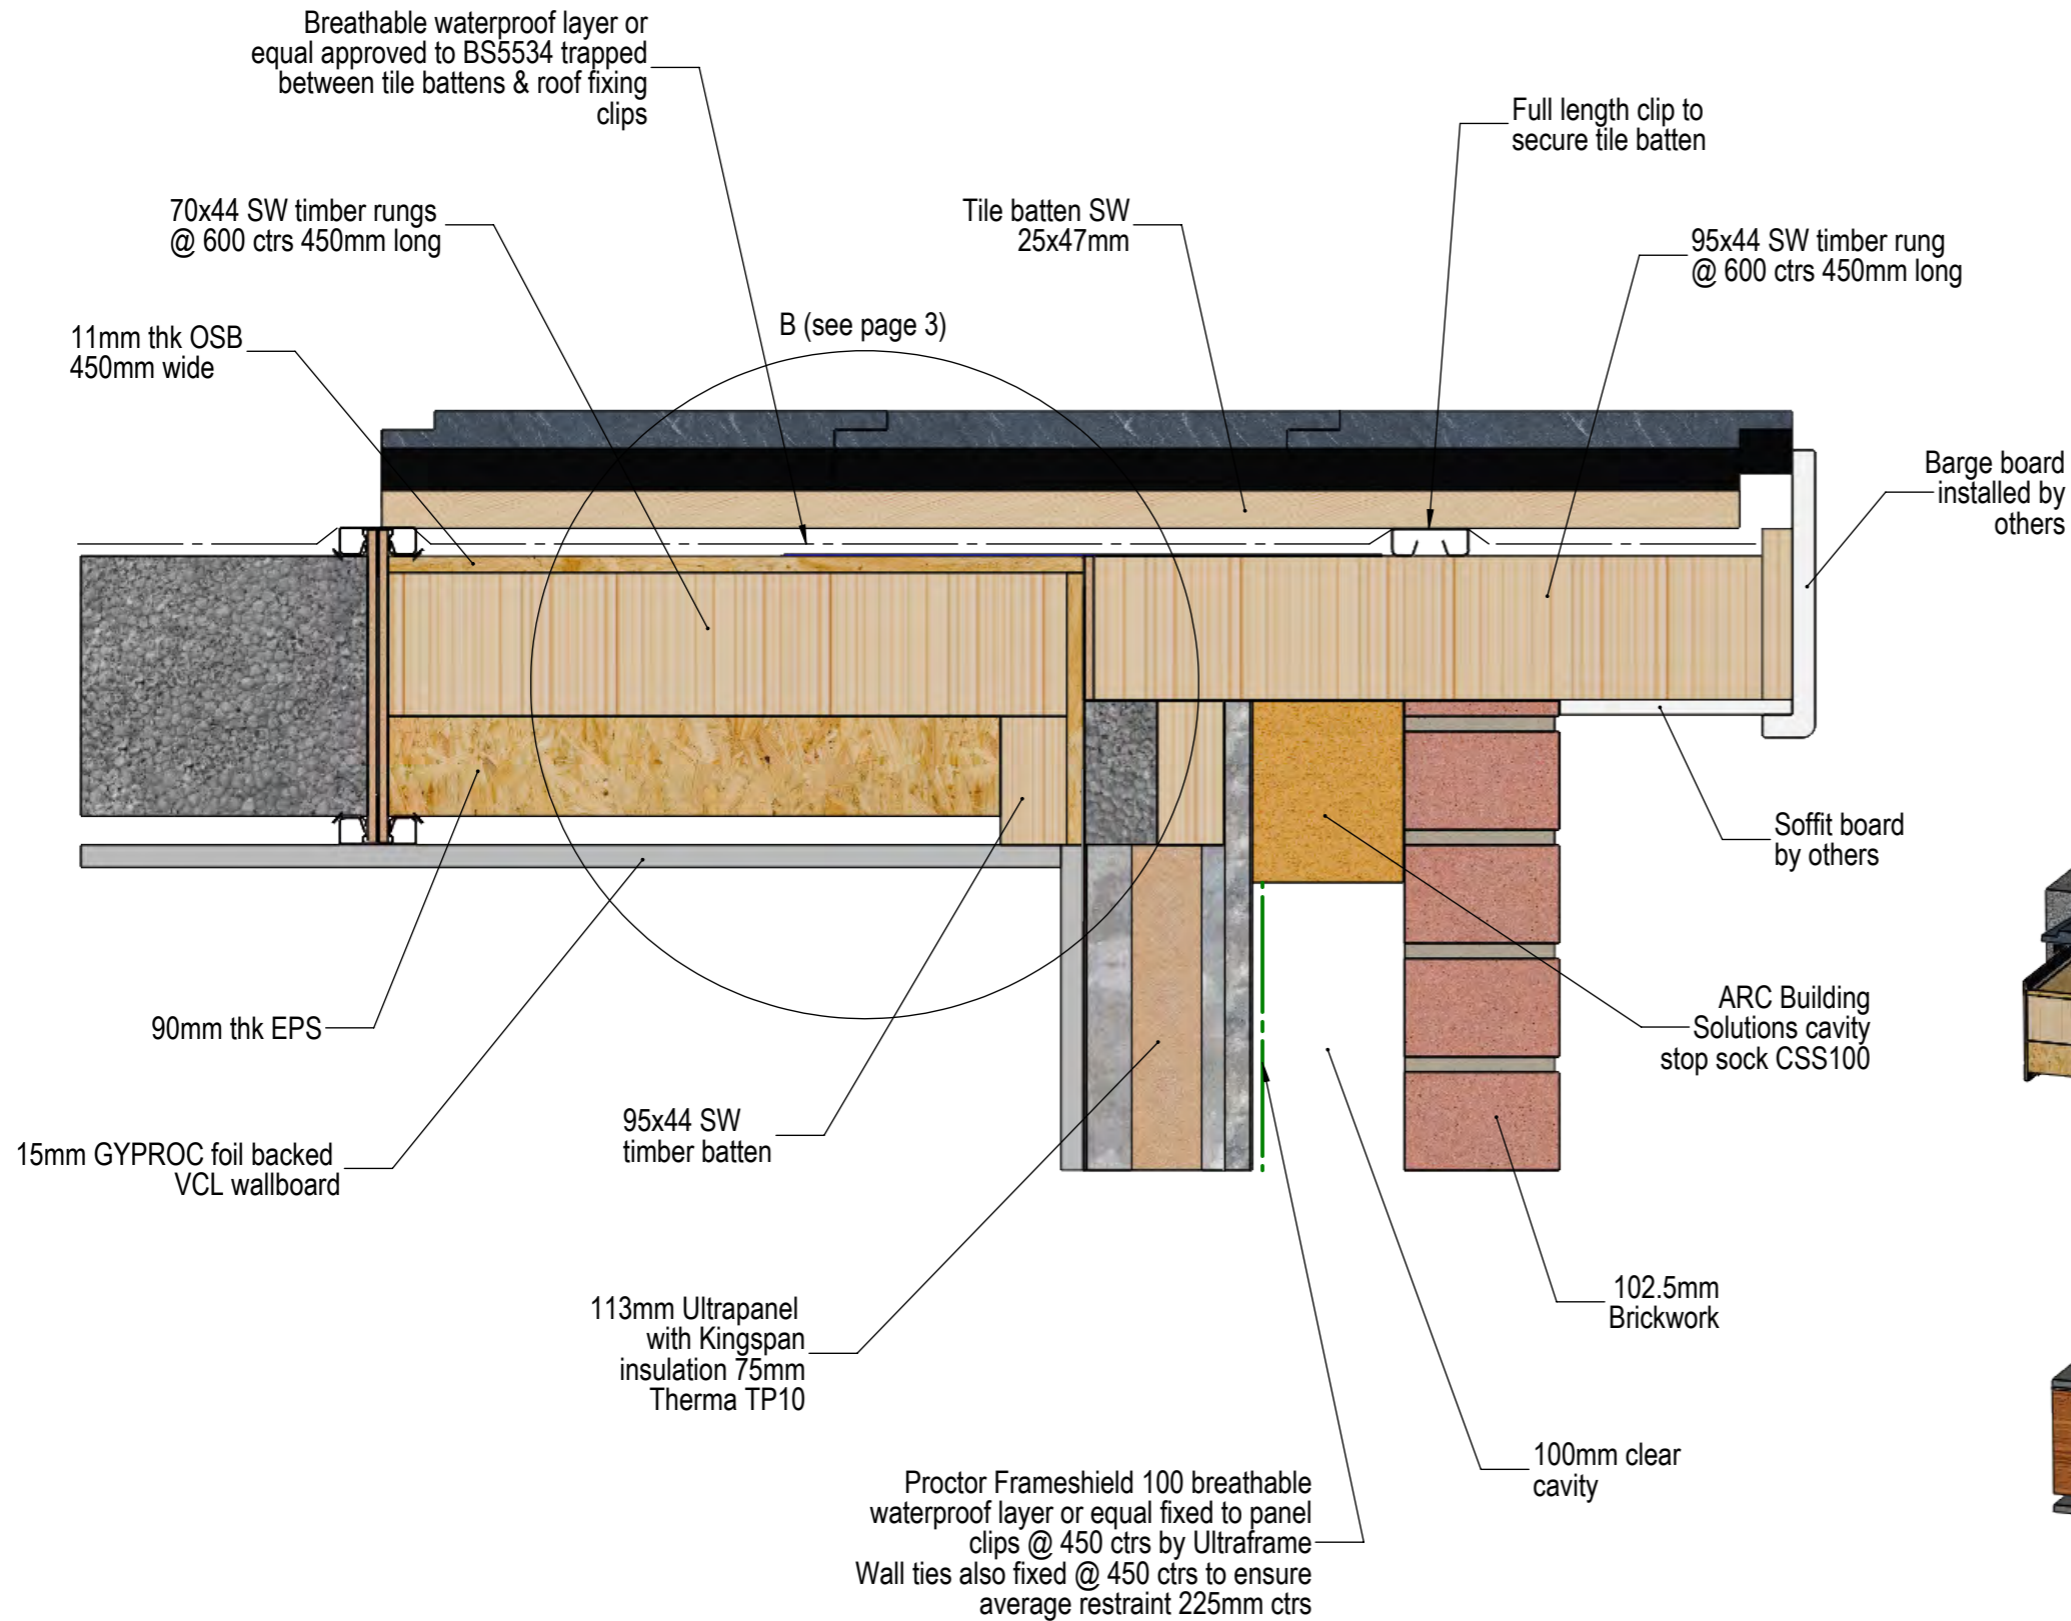 Breathable waterproof layer or
equal approved to BS5534 trapped
between tile battens & roof fixing
clips
Full length clip to
secure tile batten
70x44 SW timber rungs
@ 600 ctrs 450mm long
Tile batten SW
25x47mm
95x44 SW timber rung
@ 600 ctrs 450mm long
11mm thk OSB
450mm wide
B (see page 3)
Barge board
installed by
others
Soffit board
by others
90mm thk EPS
ARC Building
Solutions cavity
stop sock CSS100
95x44 SW
timber batten
15mm GYPROC foil backed
VCL wallboard
113mm Ultrapanel
with Kingspan
insulation 75mm
Therma TP10
102.5mm
Brickwork
100mm clear
cavity
Proctor Frameshield 100 breathable
waterproof layer or equal fixed to panel
clips @ 450 ctrs by Ultraframe
Wall ties also fixed @ 450 ctrs to ensure
average restraint 225mm ctrs